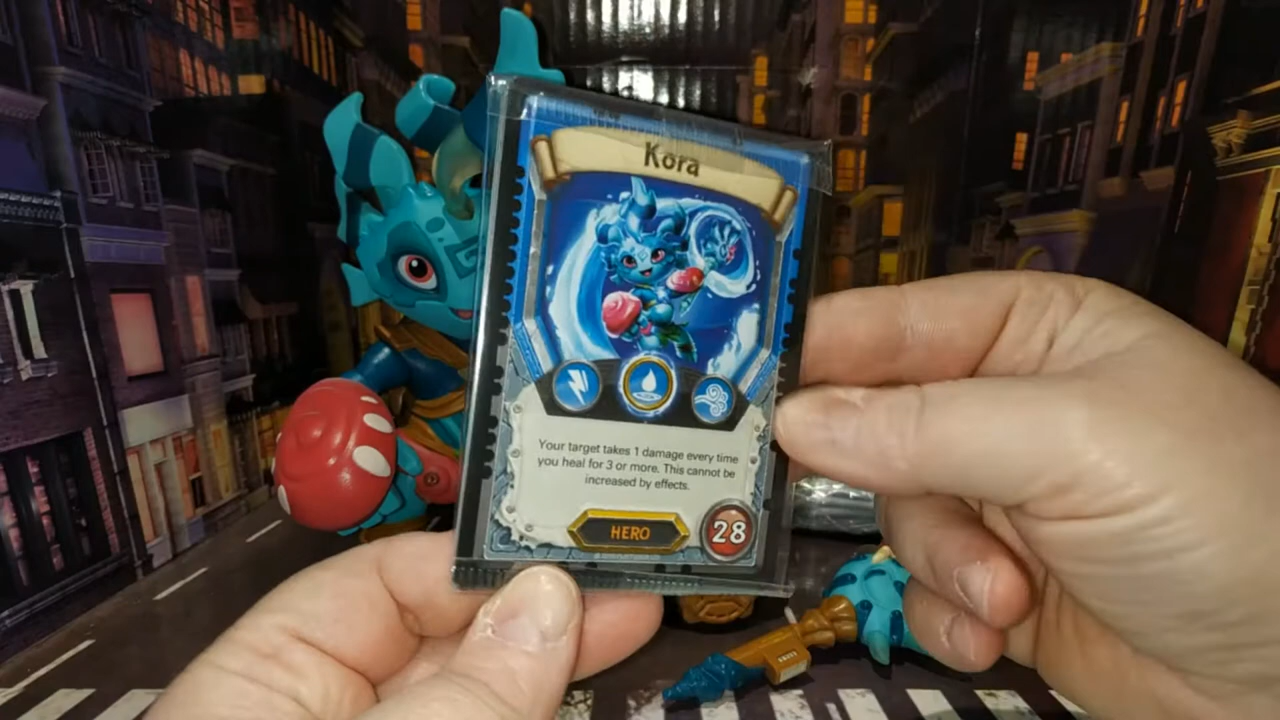 Kora
Your target takes 1 damage every time
you heal for 3 or more. This cannot be
increased by effects.
HERO
28